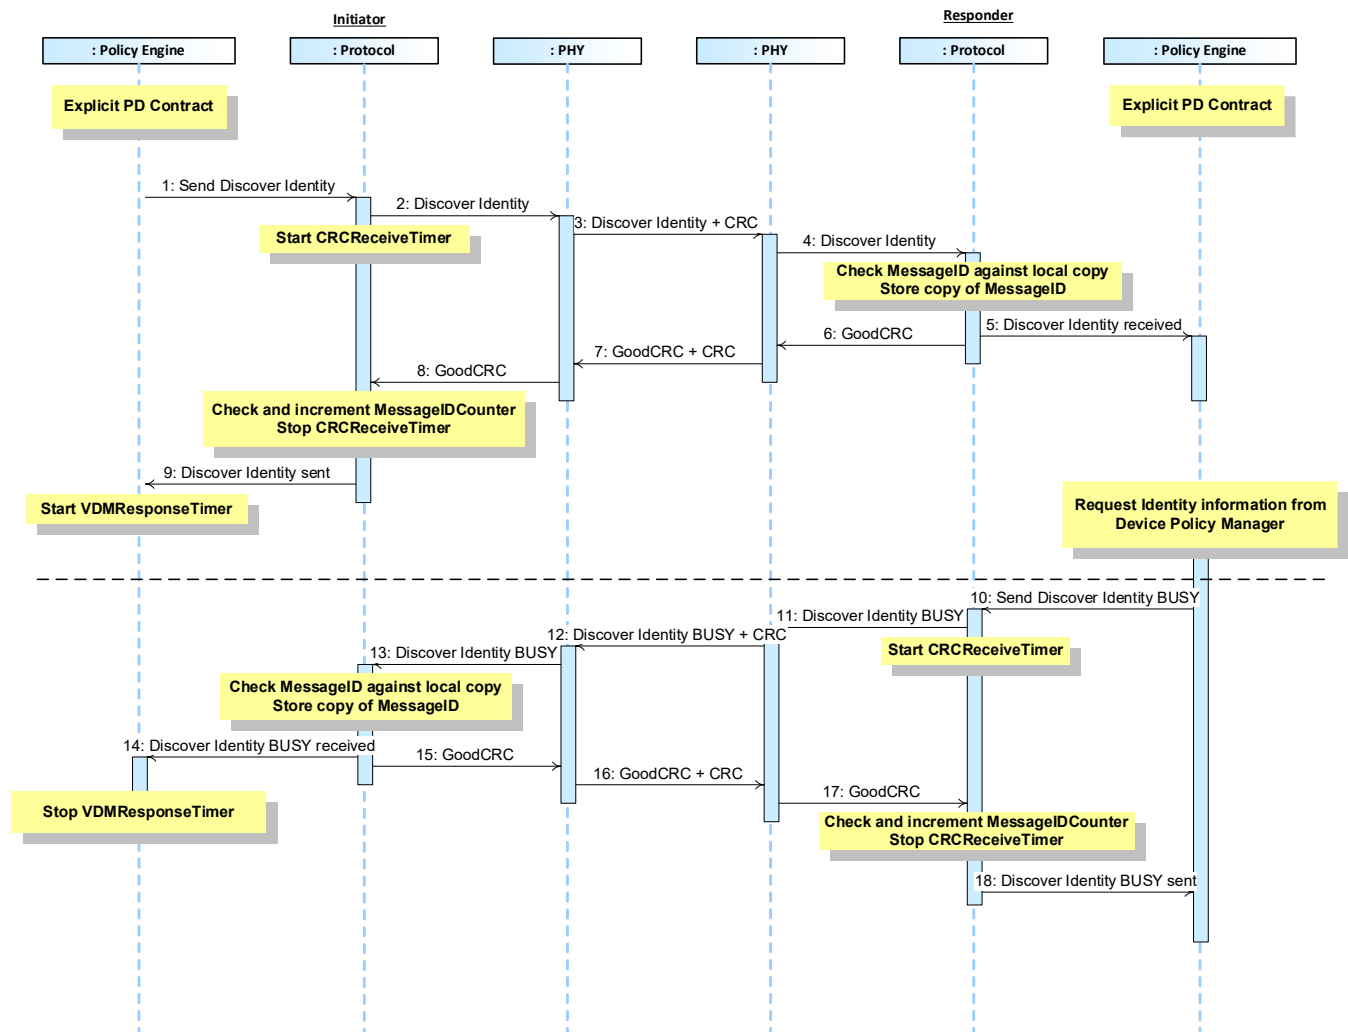 Initiator
Responder
: Policy Engine
: Protocol
: PHY
: PHY
: Protocol
: Policy Engine
Explicit PD Contract
Explicit PD Contract
1: Send Discover Identity
2: Discover Identity
Start CRCReceiveTimer
3: Discover Identity + CRC
4: Discover Identity
Check MessageID against local copy
Store copy of MessageID
5: Discover Identity received
6: GoodCRC
7: GoodCRC + CRC
8: GoodCRC
Check and increment MessageIDCounter
Stop CRCReceiveTimer
9: Discover Identity sent
Start VDMResponseTimer
Request Identity information from
Device Policy Manager
10: Send Discover Identity BUSY
11: Discover Identity BUSY
Start CRCReceiveTimer
12: Discover Identity BUSY + CRC
13: Discover Identity BUSY
Check MessageID against local copy
Store copy of MessageID
14: Discover Identity BUSY received
15: GoodCRC
16: GoodCRC + CRC
Stop VDMResponseTimer
17: GoodCRC
Check and increment MessageIDCounter
Stop CRCReceiveTimer
18: Discover Identity BUSY sent